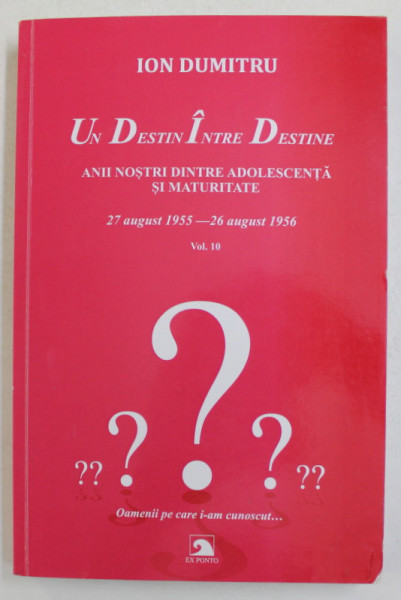 ION DUMITRU
UN DESTIN ÎNTRE DESTINE
ANII NOȘTRI DINTRE ADOLESCENȚĂ
ȘI MATURITATE
27 august 1955 —26 august 1956
Vol. 10
?? ? ? ? ??
Oamenii pe care i-am cunoscut…
EX PONTO